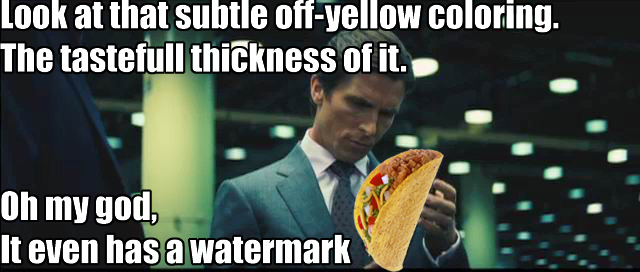 Look at that subtle off-yellow coloring.
The tastefull thickness of it.
Oh my god,
It even has a watermark